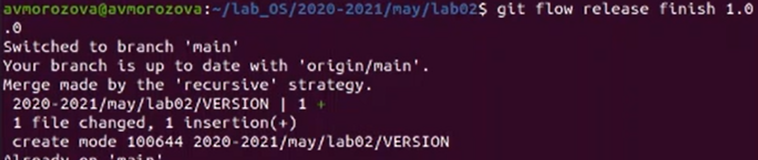 avmorozova@avmorozova:~/lab_OS/2020-2021/may/lab02$ git flow release finish 1.0
.0
Switched to branch 'main'
Your branch is up to date with 'origin/main'.
Merge made by the 'recursive' strategy.
 2020-2021/may/lab02/VERSION | 1 +
 1 file changed, 1 insertion(+)
 create mode 100644 2020-2021/may/lab02/VERSION
Already on 'main'